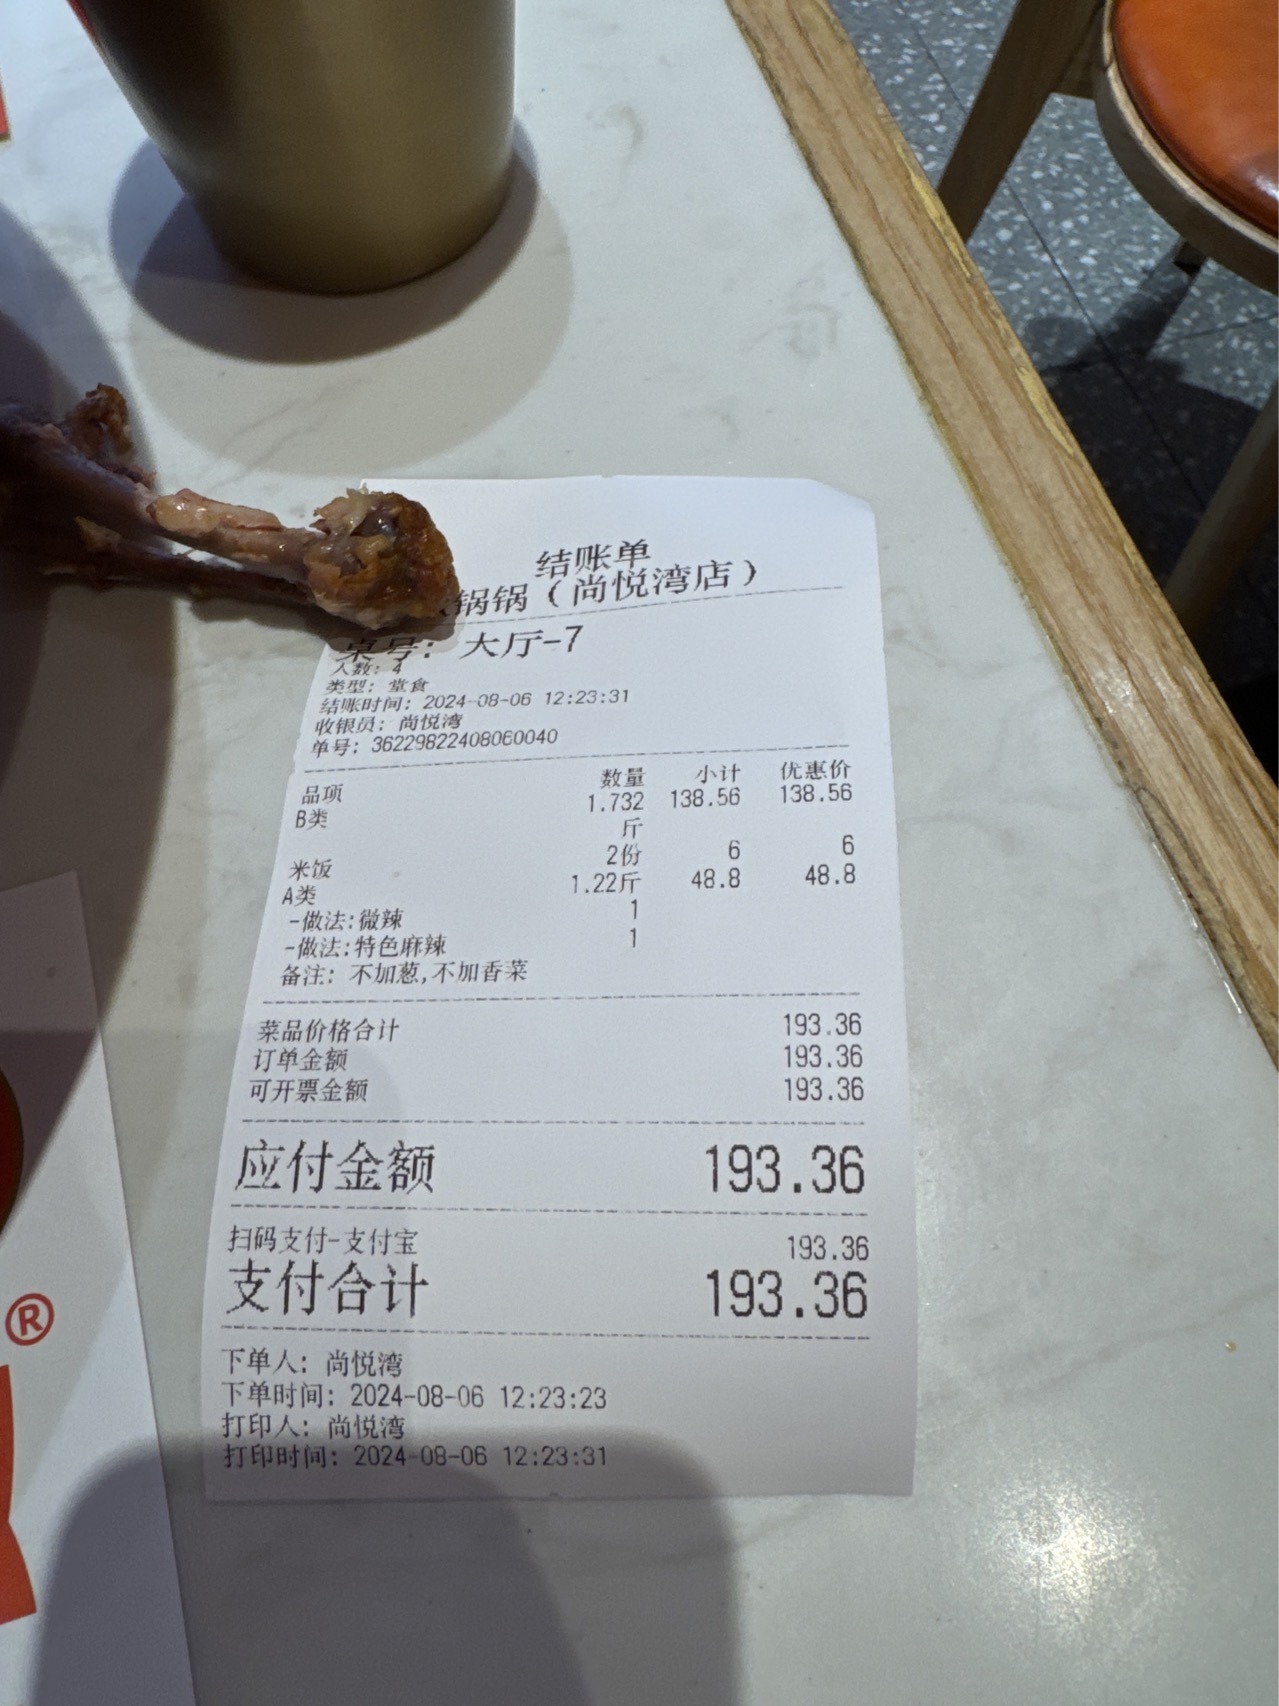 结账单
锅锅（尚悦湾店）
桌号: 大厅-7
人数: 4
类型: 堂食
结账时间: 2024-08-06 12:23:31
收银员: 尚悦湾
单号: 36229822408060040
品项 数量 小计 优惠价
B类 1.732斤 138.56 138.56
米饭 2份 6 6
A类 1.22斤 48.8 48.8
-做法:微辣 1
-做法:特色麻辣 1
备注: 不加葱,不加香菜
菜品价格合计 193.36
订单金额 193.36
可开票金额 193.36
应付金额 193.36
扫码支付-支付宝 193.36
支付合计 193.36
下单人: 尚悦湾
下单时间: 2024-08-06 12:23:23
打印人: 尚悦湾
打印时间: 2024-08-06 12:23:31
®